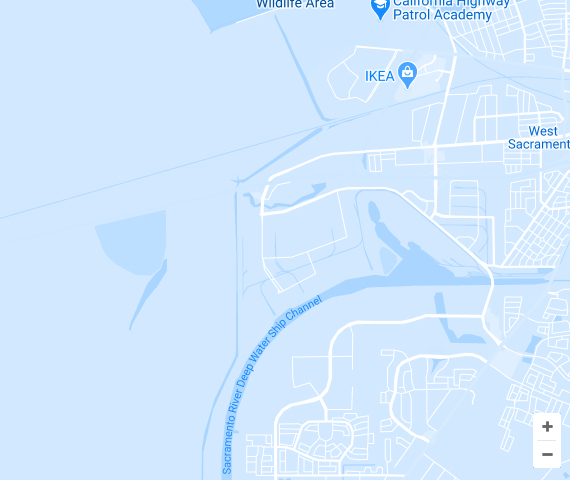 Wildlife Area
California Highway
Patrol Academy
IKEA
West
Sacrament
Sacramento River Deep Water Ship Channel
+
−